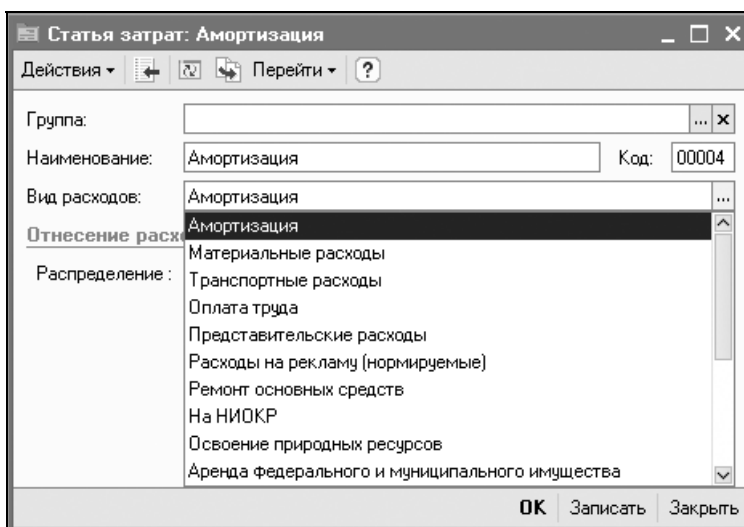 Статья затрат: Амортизация
Действия Перейти ?
Группа: ...
Наименование: Амортизация Код: 00004
Вид расходов: Амортизация ...
Амортизация
Отнесение расх
Материальные расходы
Распределение : Транспортные расходы
Оплата труда
Представительские расходы
Расходы на рекламу (нормируемые)
Ремонт основных средств
На НИОКР
Освоение природных ресурсов
Аренда федерального и муниципального имущества
OK Записать Закрыть